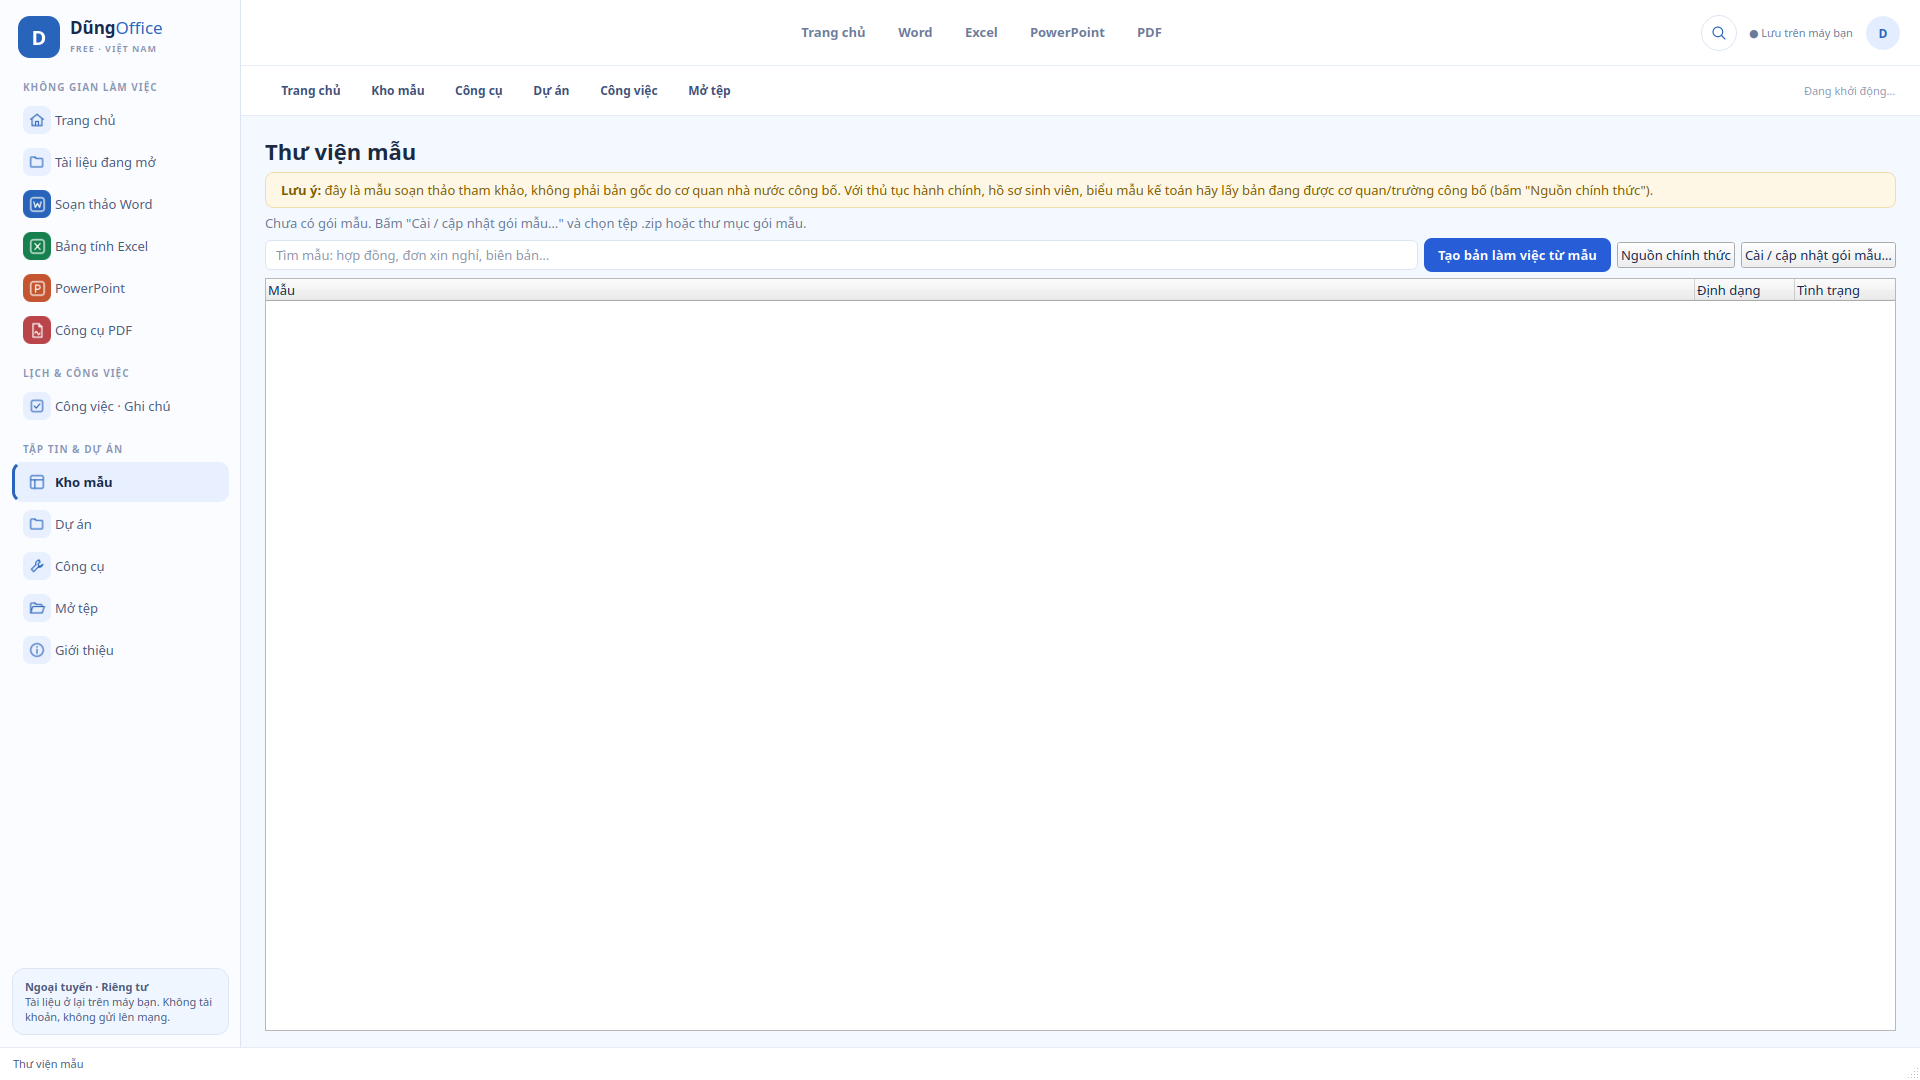 D
DũngOffice
FREE · VIỆT NAM
KHÔNG GIAN LÀM VIỆC
Trang chủ
Tài liệu đang mở
Soạn thảo Word
Bảng tính Excel
PowerPoint
Công cụ PDF
LỊCH & CÔNG VIỆC
Công việc · Ghi chú
TẬP TIN & DỰ ÁN
Kho mẫu
Dự án
Công cụ
Mở tệp
Giới thiệu
Ngoại tuyến · Riêng tư
Tài liệu ở lại trên máy bạn. Không tài
khoản, không gửi lên mạng.
Trang chủ Word Excel PowerPoint PDF
● Lưu trên máy bạn D
Trang chủ Kho mẫu Công cụ Dự án Công việc Mở tệp
Đang khởi động...
Thư viện mẫu
Lưu ý: đây là mẫu soạn thảo tham khảo, không phải bản gốc do cơ quan nhà nước công bố. Với thủ tục hành chính, hồ sơ sinh viên, biểu mẫu kế toán hãy lấy bản đang được cơ quan/trường công bố (bấm "Nguồn chính thức").
Chưa có gói mẫu. Bấm "Cài / cập nhật gói mẫu..." và chọn tệp .zip hoặc thư mục gói mẫu.
Tìm mẫu: hợp đồng, đơn xin nghỉ, biên bản... Tạo bản làm việc từ mẫu Nguồn chính thức Cài / cập nhật gói mẫu...
Mẫu Định dạng Tình trạng
Thư viện mẫu